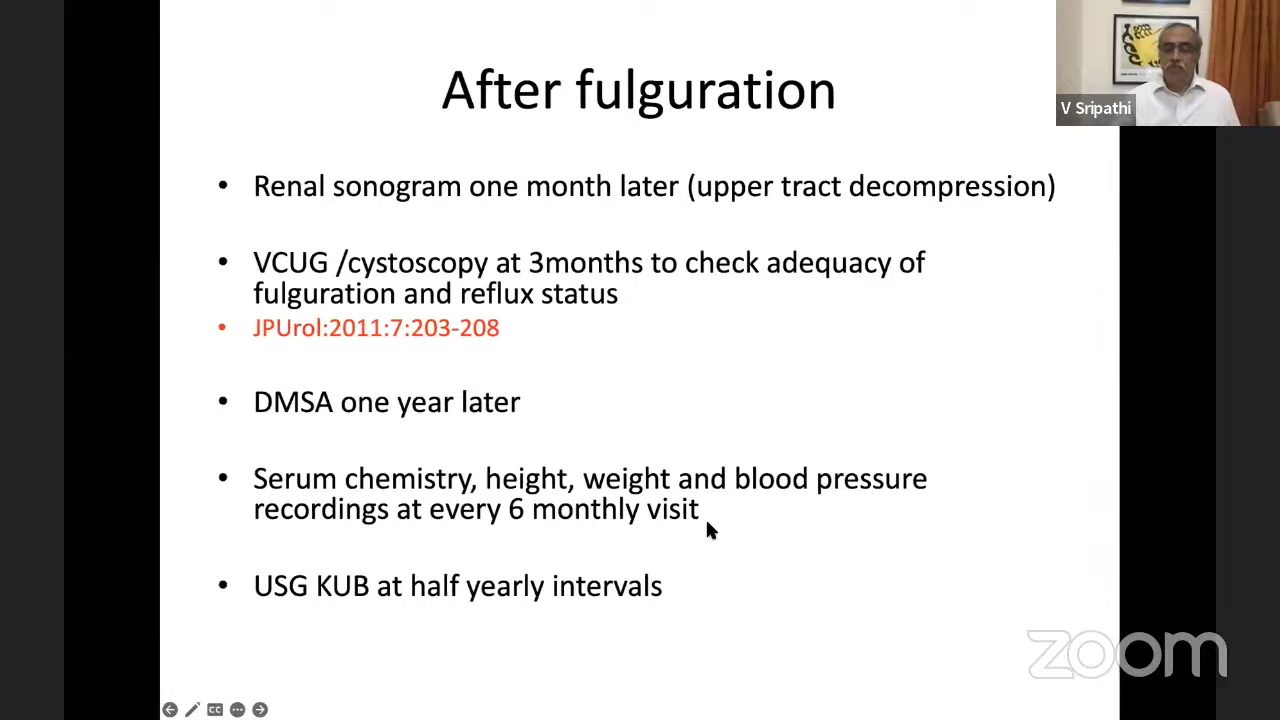 After fulguration
V Sripathi
• Renal sonogram one month later (upper tract decompression)
• VCUG /cystoscopy at 3months to check adequacy of
fulguration and reflux status
• JPUrol:2011:7:203-208
• DMSA one year later
• Serum chemistry, height, weight and blood pressure
recordings at every 6 monthly visit
• USG KUB at half yearly intervals
zoom
CC